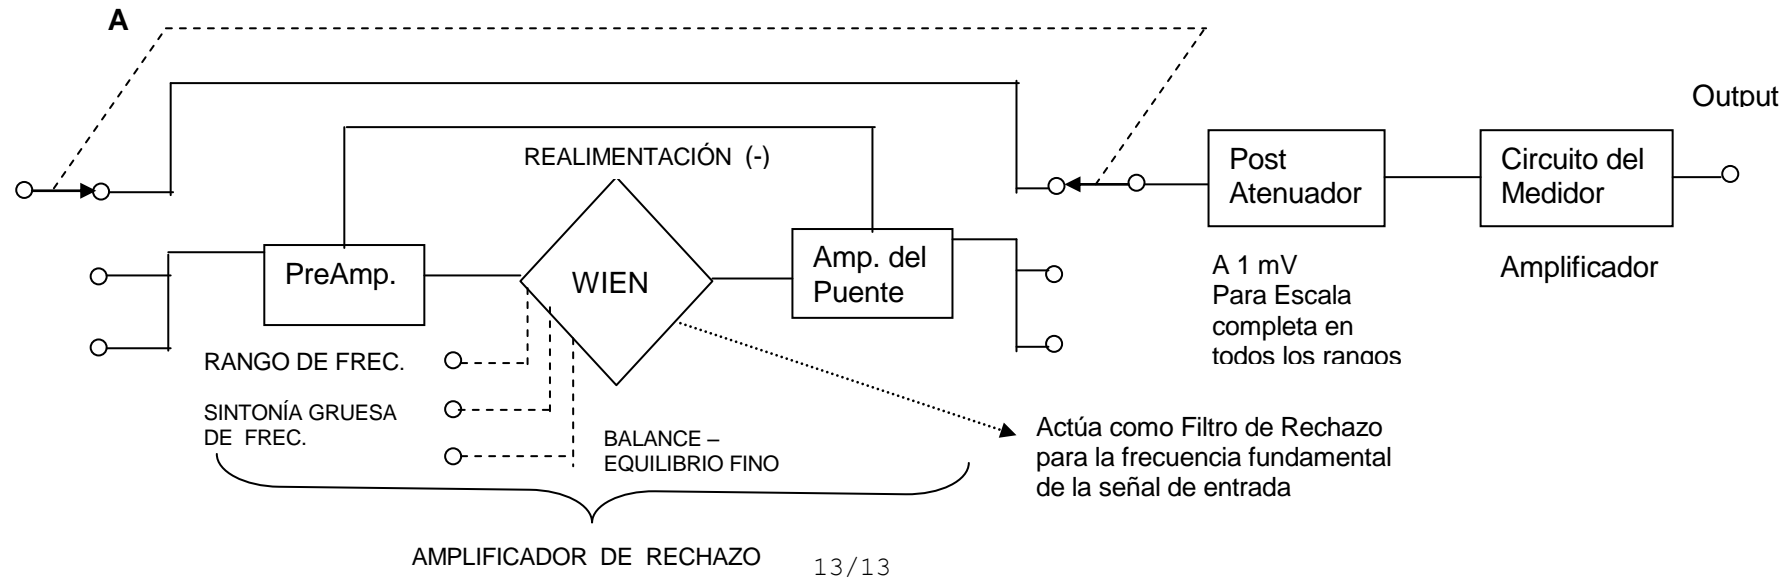 A
Output
REALIMENTACIÓN (-)
Post
Atenuador
Circuito del
Medidor
PreAmp.
WIEN
Amp. del
Puente
A 1 mV
Para Escala
completa en
todos los rangos
Amplificador
RANGO DE FREC.
SINTONÍA GRUESA
DE FREC.
BALANCE –
EQUILIBRIO FINO
Actúa como Filtro de Rechazo
para la frecuencia fundamental
de la señal de entrada
AMPLIFICADOR DE RECHAZO
13/13